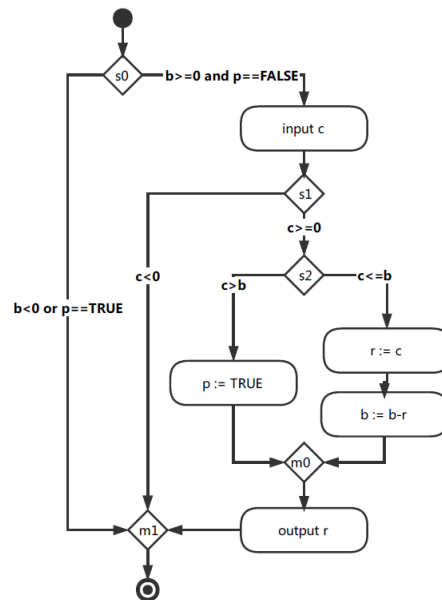 s0
b>=0 and p==FALSE
input c
s1
c>=0
c<0
s2
c>b
c<=b
b<0 or p==TRUE
r := c
p := TRUE
b := b-r
m0
m1
output r